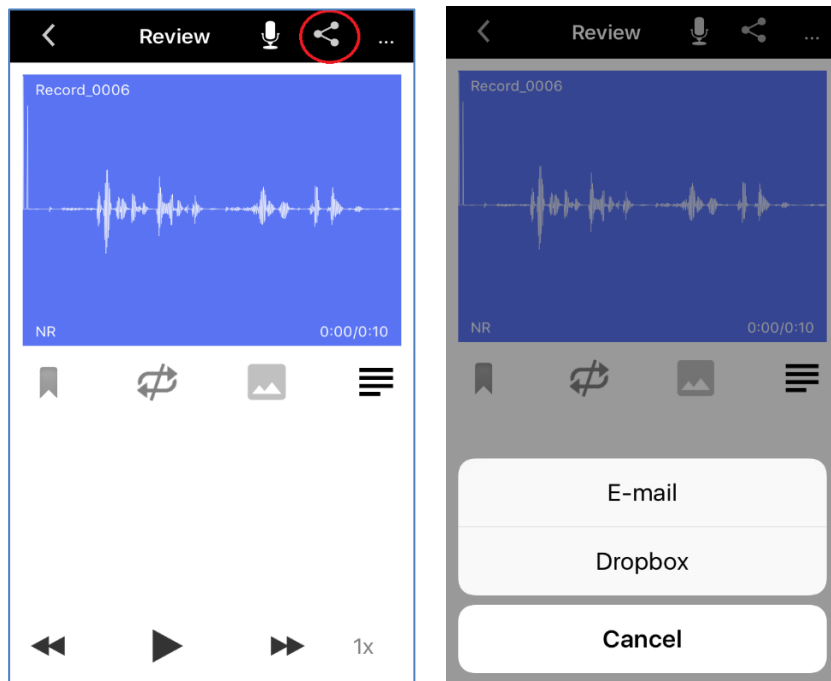 Review ...
Record_0006
NR 0:00/0:10
1x
Review ...
Record_0006
NR 0:00/0:10
E-mail
Dropbox
Cancel